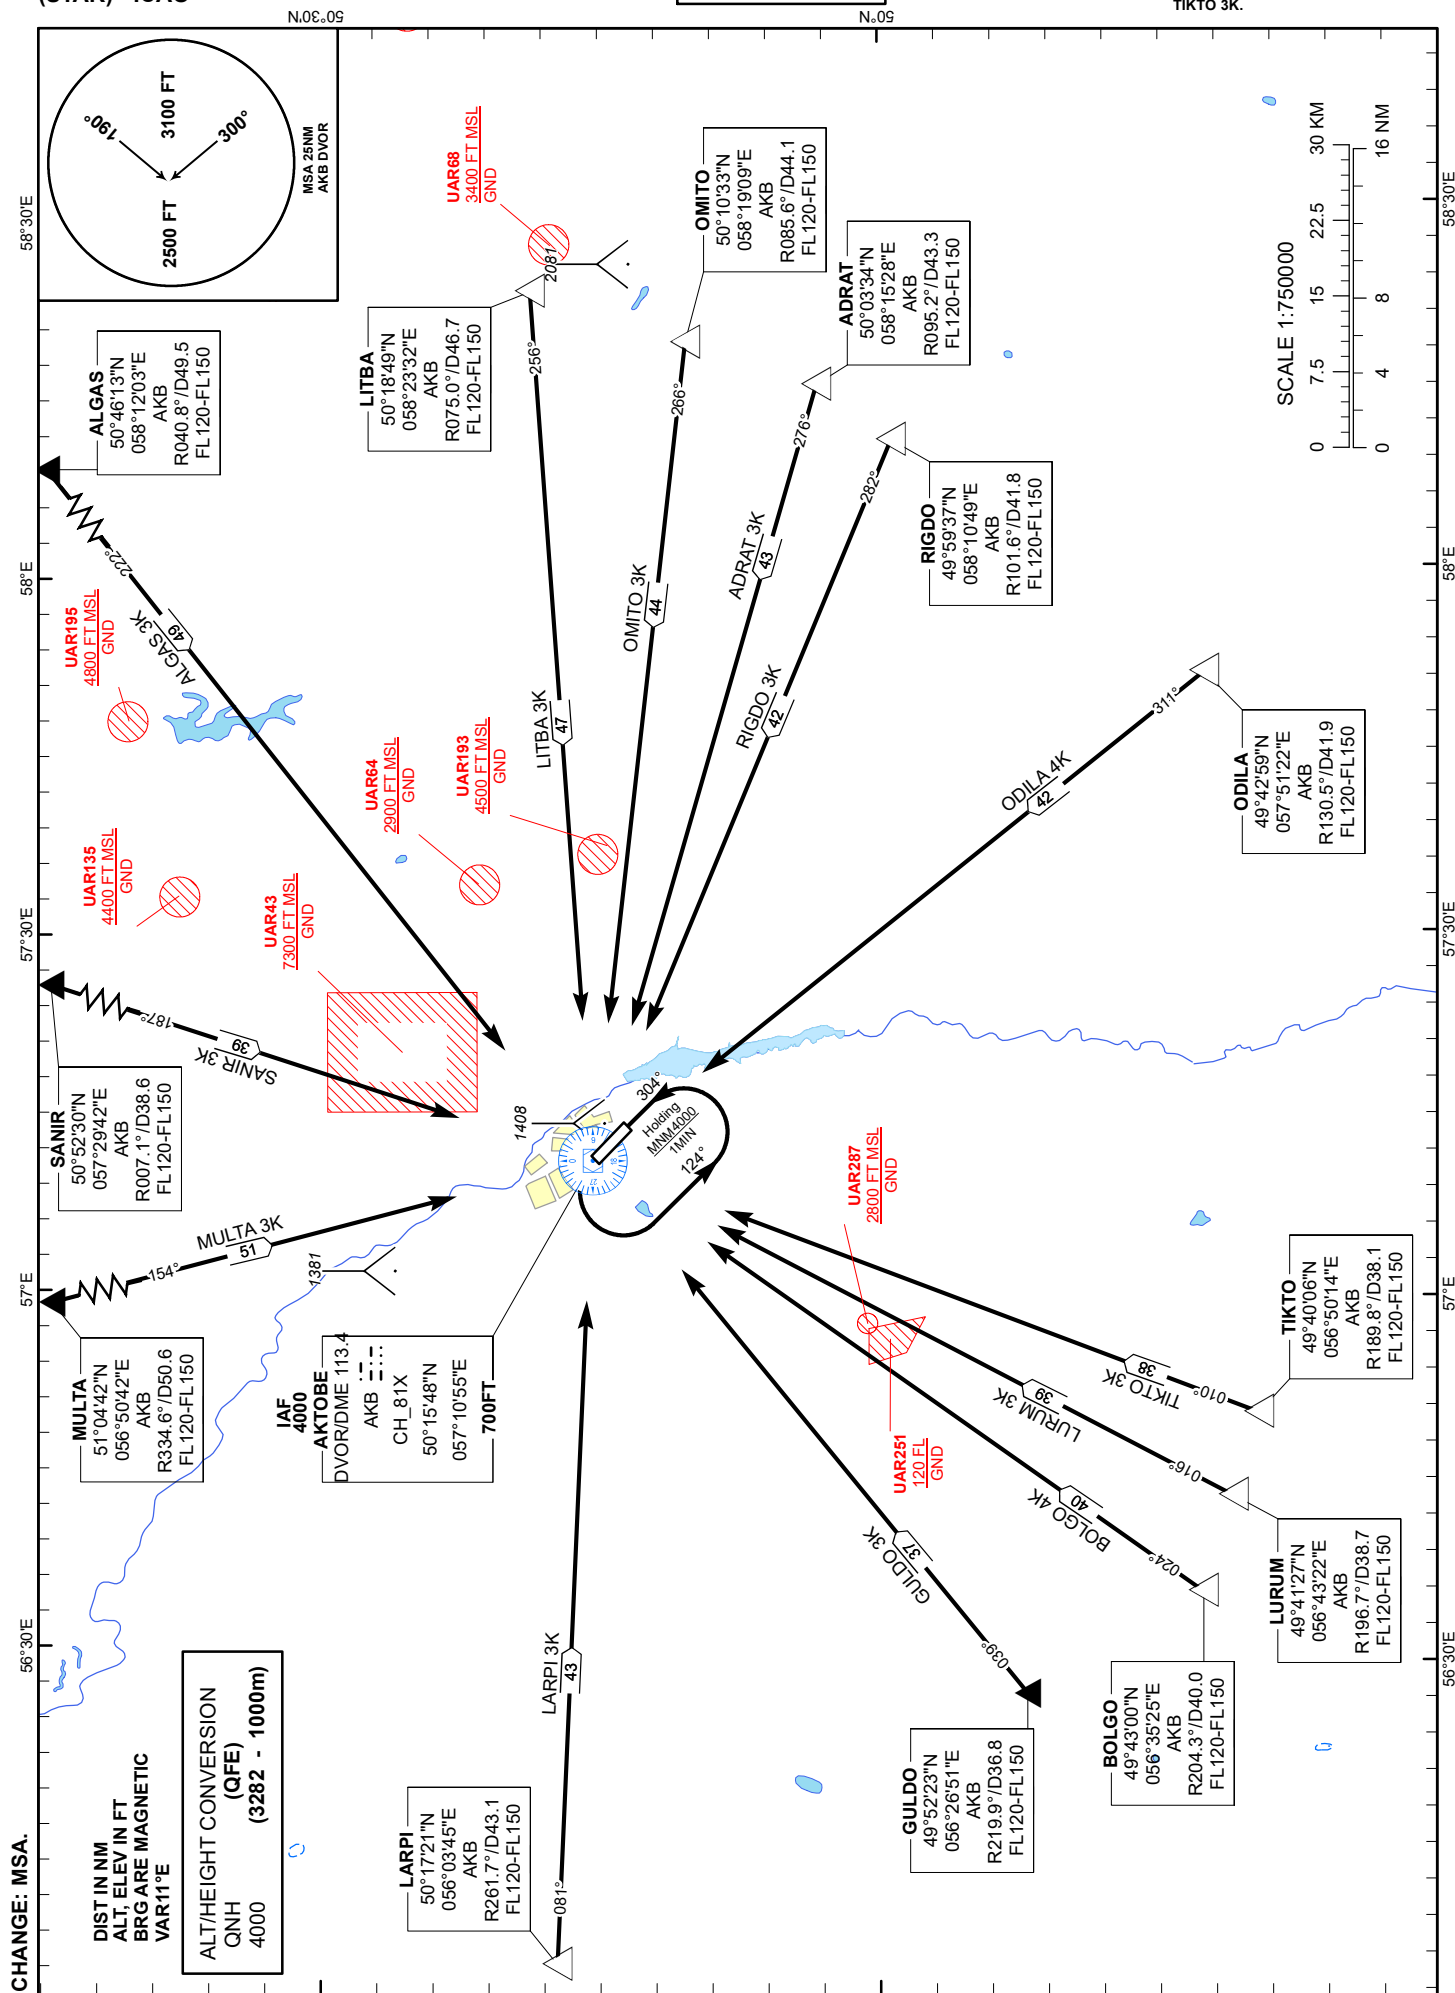 (STAR) - ICAO
TIKTO 3K.
CHANGE: MSA.
DIST IN NM
ALT, ELEV IN FT
BRG ARE MAGNETIC
VAR11°E
ALT/HEIGHT CONVERSION
QNH (QFE)
4000 (3282 - 1000m)
50°30'N
50°N
56°30'E
57°E
57°30'E
58°E
58°30'E
56°30'E
57°E
57°30'E
58°E
58°30'E
190°
300°
2500 FT
3100 FT
MSA 25NM
AKB DVOR
MULTA
51°04'42"N
056°50'42"E
AKB
R334.6°/D50.6
FL120-FL150
154°
51
MULTA 3K
SANIR
50°52'30"N
057°29'42"E
AKB
R007.1°/D38.6
FL120-FL150
187°
39
SANIR 3K
ALGAS
50°46'13"N
058°12'03"E
AKB
R040.8°/D49.5
FL120-FL150
222°
49
ALGAS 3K
LITBA
50°18'49"N
058°23'32"E
AKB
R075.0°/D46.7
FL120-FL150
256°
47
LITBA 3K
OMITO
50°10'33"N
058°19'09"E
AKB
R085.6°/D44.1
FL120-FL150
266°
44
OMITO 3K
ADRAT
50°03'34"N
058°15'28"E
AKB
R095.2°/D43.3
FL120-FL150
276°
43
ADRAT 3K
RIGDO
49°59'37"N
058°10'49"E
AKB
R101.6°/D41.8
FL120-FL150
282°
42
RIGDO 3K
ODILA
49°42'59"N
057°51'22"E
AKB
R130.5°/D41.9
FL120-FL150
311°
42
ODILA 4K
TIKTO
49°40'06"N
056°50'14"E
AKB
R189.8°/D38.1
FL120-FL150
010°
38
TIKTO 3K
LURUM
49°41'27"N
056°43'22"E
AKB
R196.7°/D38.7
FL120-FL150
016°
39
LURUM 3K
BOLGO
49°43'00"N
056°35'25"E
AKB
R204.3°/D40.0
FL120-FL150
024°
40
BOLGO 4K
GULDO
49°52'23"N
056°26'51"E
AKB
R219.9°/D36.8
FL120-FL150
039°
37
GULDO 3K
LARPI
50°17'21"N
056°03'45"E
AKB
R261.7°/D43.1
FL120-FL150
081°
43
LARPI 3K
IAF
4000
AKTOBE
DVOR/DME 113.4
AKB
CH_81X
50°15'48"N
057°10'55"E
700FT
0
9
18
27
304°
Holding
MNM4000
1MIN
124°
1381
1408
2081
UAR135
4400 FT MSL
GND
UAR195
4800 FT MSL
GND
UAR43
7300 FT MSL
GND
UAR64
2900 FT MSL
GND
UAR193
4500 FT MSL
GND
UAR68
3400 FT MSL
GND
UAR287
2800 FT MSL
GND
UAR251
120 FL
GND
SCALE 1:750000
0 7.5 15 22.5 30 KM
0 4 8 16 NM